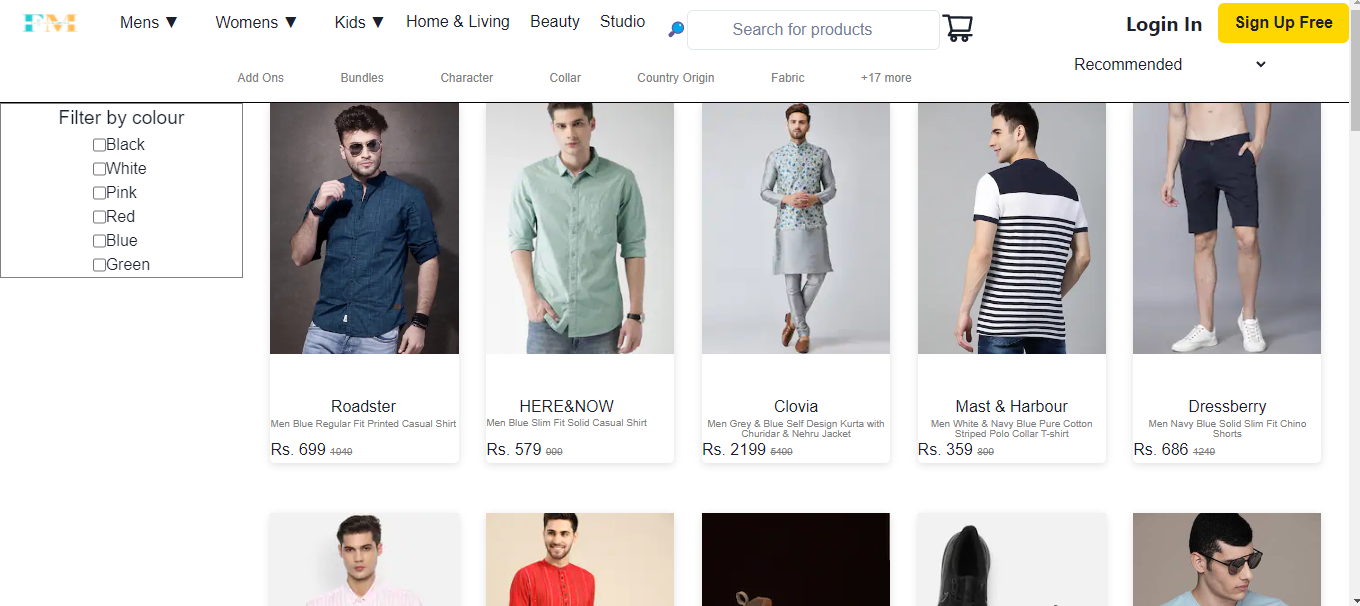 FM
Mens ▼ Womens ▼ Kids ▼ Home & Living Beauty Studio Search for products Login In Sign Up Free
Add Ons Bundles Character Collar Country Origin Fabric +17 more Recommended
Filter by colour
Black
White
Pink
Red
Blue
Green
Roadster
Men Blue Regular Fit Printed Casual Shirt
Rs. 699 1049
HERE&NOW
Men Blue Slim Fit Solid Casual Shirt
Rs. 579
Clovia
Men Grey & Blue Self Design Kurta with
Churidar & Nehru Jacket
Rs. 2199 5499
Mast & Harbour
Men White & Navy Blue Pure Cotton
Striped Polo Collar T-shirt
Rs. 359
Dressberry
Men Navy Blue Solid Slim Fit Chino
Shorts
Rs. 686 1249